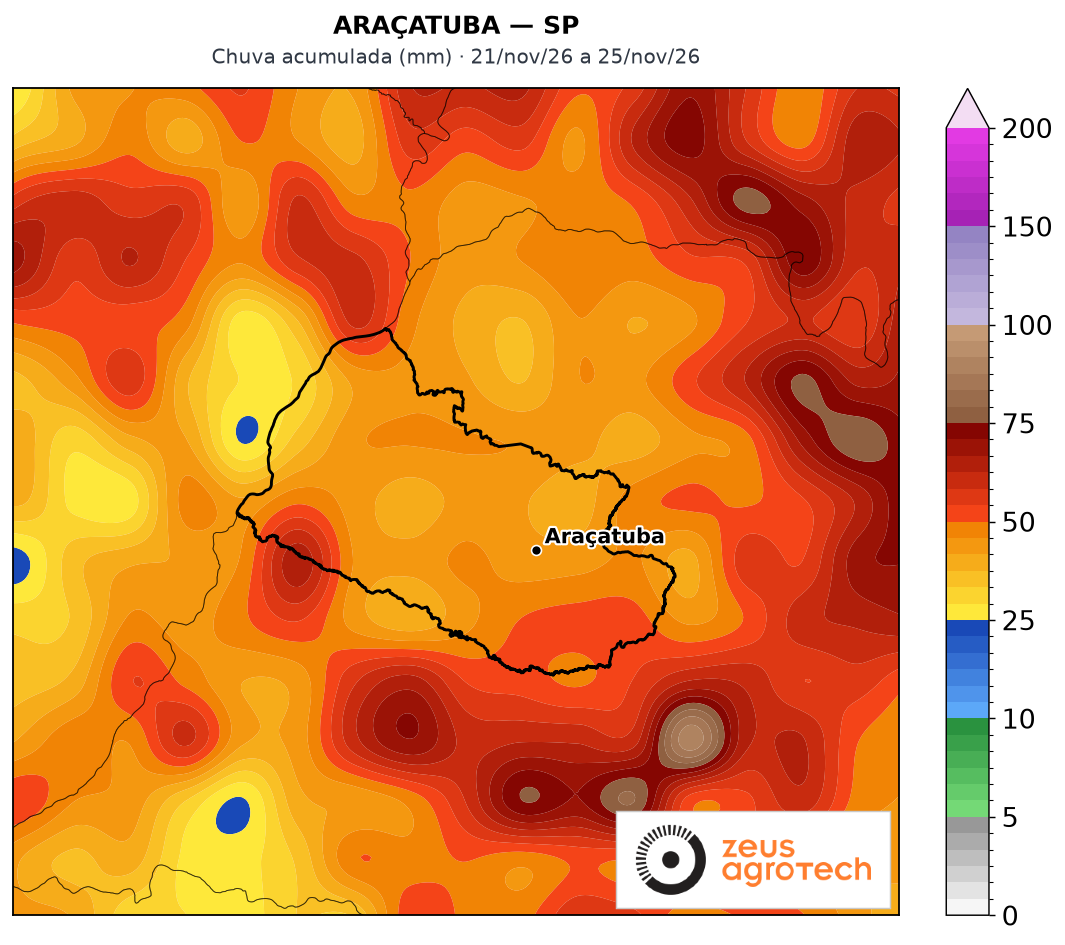 ARAÇATUBA — SP
Chuva acumulada (mm) · 21/nov/26 a 25/nov/26
200
150
100
75
50
25
10
5
0
Araçatuba
zeus
agrotech